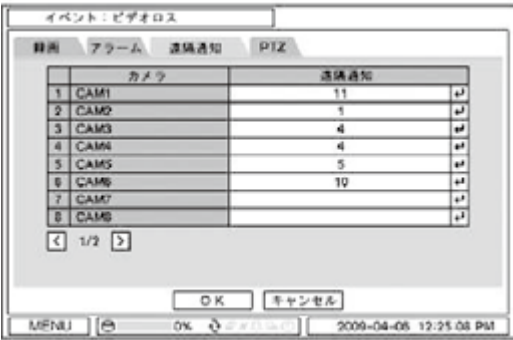 イベント：ビデオロス
録画 アラーム 遠隔通知 PTZ
カメラ 遠隔通知
1 CAM1 11
2 CAM2 1
3 CAM3 4
4 CAM4 4
5 CAM5 5
6 CAM6 10
7 CAM7
8 CAM8
< 1/2 >
OK キャンセル
MENU 0% 2009-04-08 12:25:08 PM